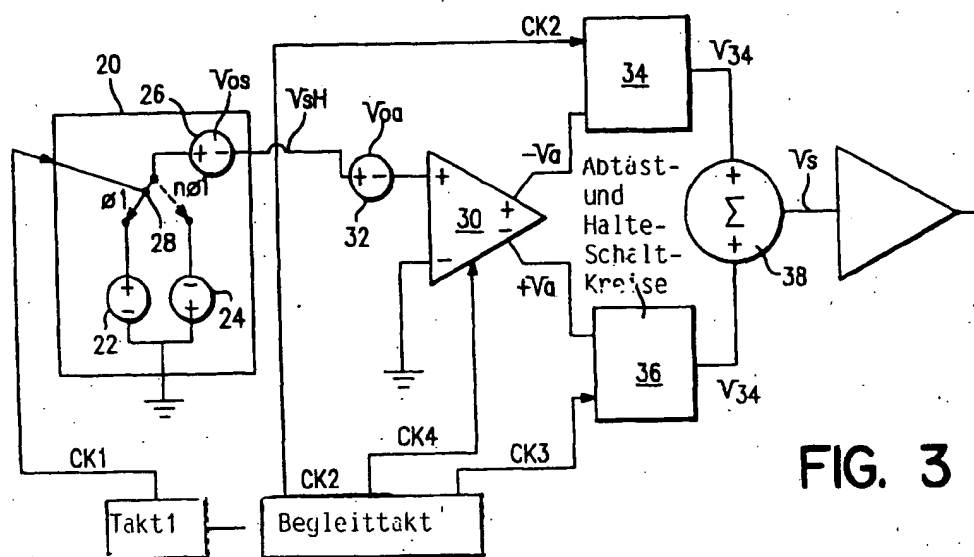 CK2
20
26
Vos
VsH
Voa
34
V34
ø1
nø1
28
32
-Va
+
-
30
+
-
+Va
Abtast-
und
Halte-
Schalt-
Kreise
+
Σ
+
38
Vs
22
24
36
V34
CK1
CK4
CK3
CK2
Takt1
Begleittakt
FIG. 3